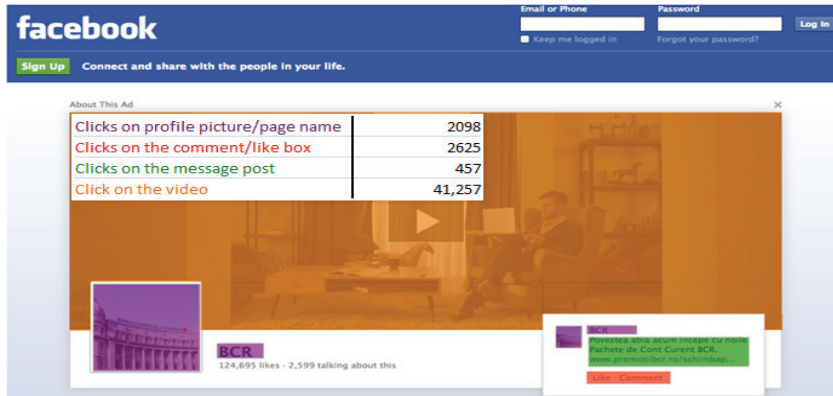 facebook
Email or Phone
Password
Log In
Keep me logged in
Forgot your password?
Sign Up
Connect and share with the people in your life.
About This Ad
Clicks on profile picture/page name 2098
Clicks on the comment/like box 2625
Clicks on the message post 457
Click on the video 41,257
BCR
124,695 likes - 2,599 talking about this
BCR
Povestea abia acum incepe cu noile
Pachete de Cont Curent BCR.
www.promotiibcr.ro/schimbap...
Like - Comment